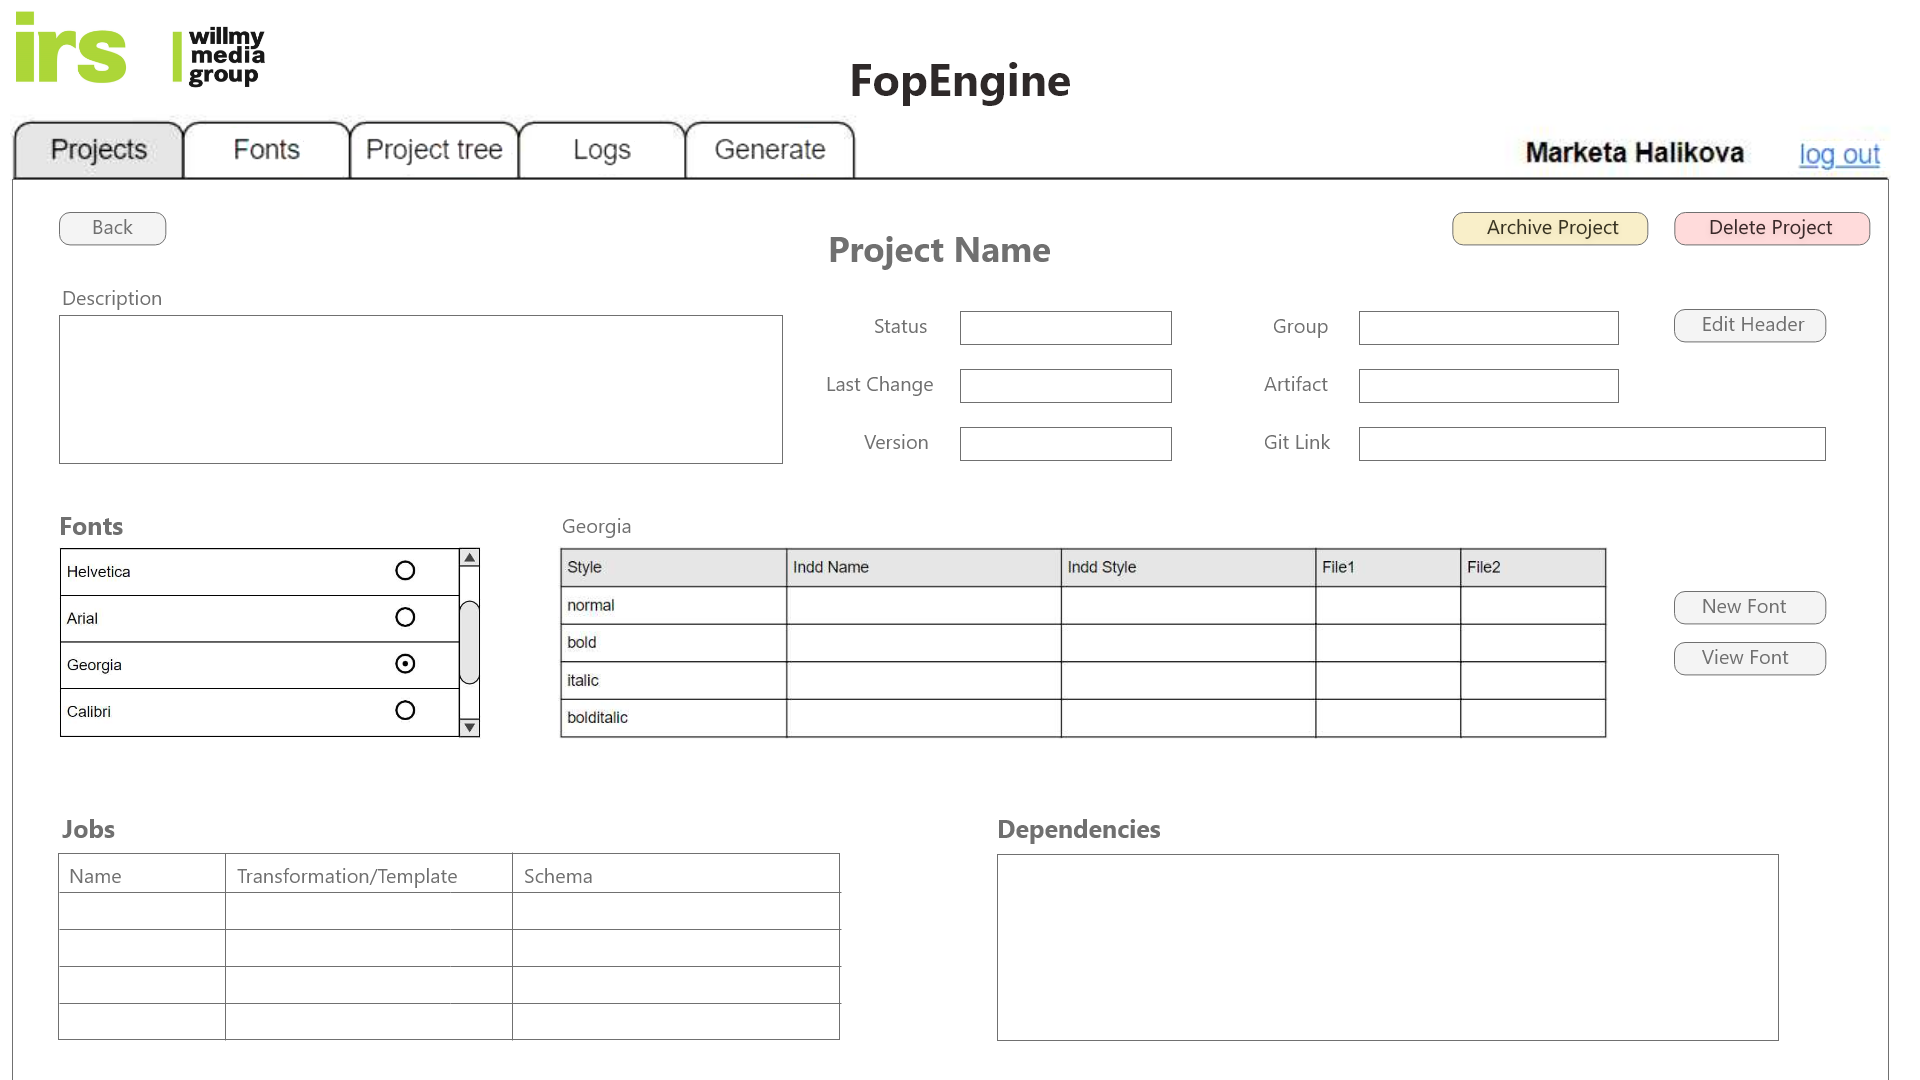 irs
willmy
media
group
FopEngine
Projects
Fonts
Project tree
Logs
Generate
Marketa Halikova
log out
Back
Project Name
Archive Project
Delete Project
Description
Status
Group
Edit Header
Last Change
Artifact
Version
Git Link
Fonts
Helvetica
Arial
Georgia
Calibri
Georgia
Style Indd Name Indd Style File1 File2
normal
bold
italic
bolditalic
New Font
View Font
Jobs
Name Transformation/Template Schema
Dependencies